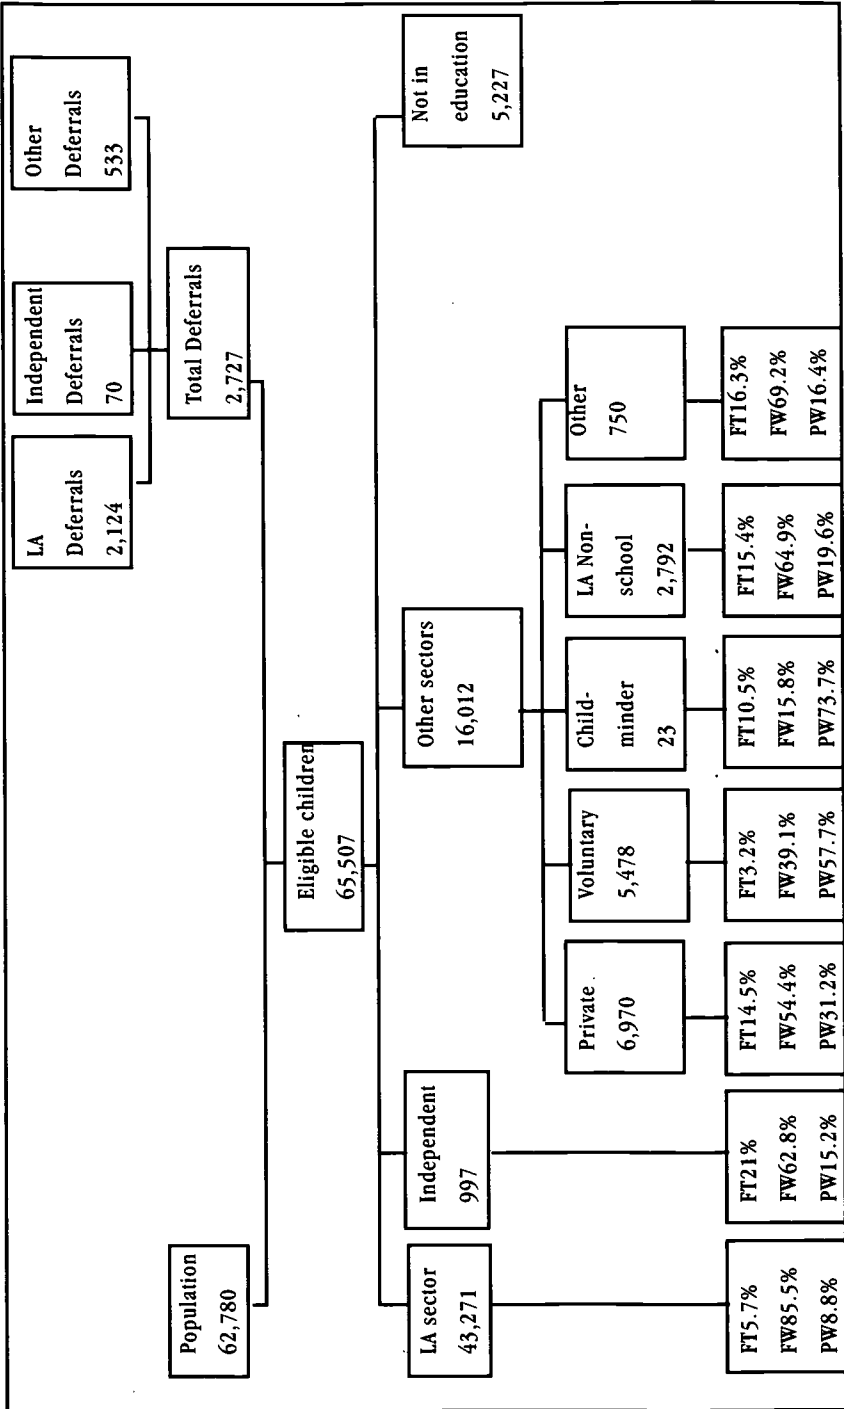 LA
Deferrals
2,124
Independent
Deferrals
70
Other
Deferrals
533
Population
62,780
Total Deferrals
2,727
Eligible children
65,507
LA sector
43,271
Independent
997
Other sectors
16,012
Not in
education
5,227
Private
6,970
Voluntary
5,478
Child-
minder
23
LA Non-
school
2,792
Other
750
FT5.7%
FW85.5%
PW8.8%
FT21%
FW62.8%
PW15.2%
FT14.5%
FW54.4%
PW31.2%
FT3.2%
FW39.1%
PW57.7%
FT10.5%
FW15.8%
PW73.7%
FT15.4%
FW64.9%
PW19.6%
FT16.3%
FW69.2%
PW16.4%